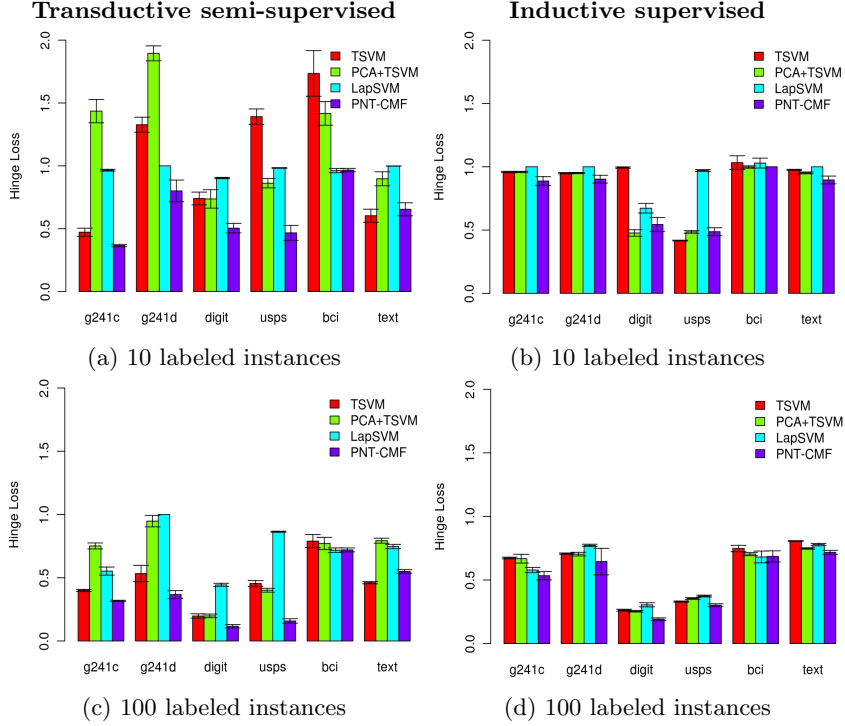 Transductive semi-supervised
Inductive supervised
Hinge Loss
0.0 0.5 1.0 1.5 2.0
TSVM
PCA+TSVM
LapSVM
PNT-CMF
g241c g241d digit usps bci text
(a) 10 labeled instances
Hinge Loss
0.0 0.5 1.0 1.5 2.0
TSVM
PCA+TSVM
LapSVM
PNT-CMF
g241c g241d digit usps bci text
(b) 10 labeled instances
Hinge Loss
0.0 0.5 1.0 1.5 2.0
TSVM
PCA+TSVM
LapSVM
PNT-CMF
g241c g241d digit usps bci text
(c) 100 labeled instances
Hinge Loss
0.0 0.5 1.0 1.5 2.0
TSVM
PCA+TSVM
LapSVM
PNT-CMF
g241c g241d digit usps bci text
(d) 100 labeled instances